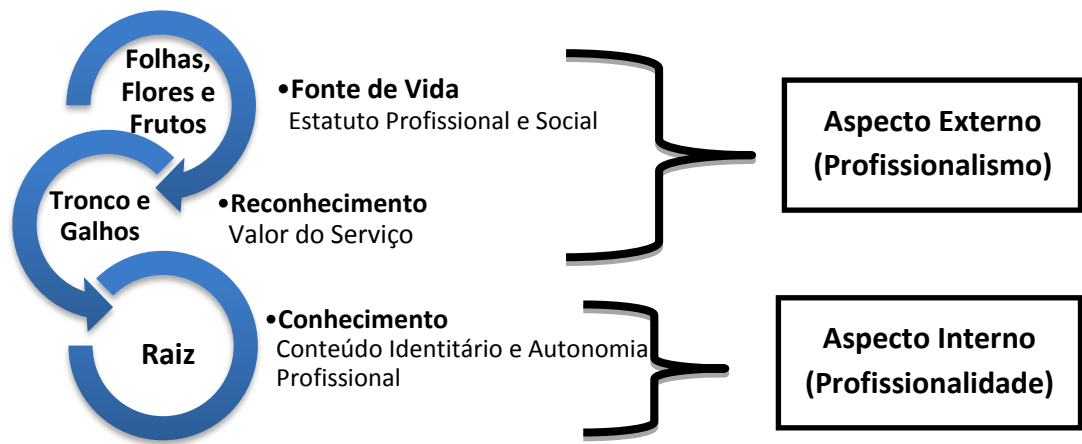 Folhas,
Flores e
Frutos
•Fonte de Vida
Estatuto Profissional e Social
Aspecto Externo
(Profissionalismo)
Tronco e
Galhos
•Reconhecimento
Valor do Serviço
Raiz
•Conhecimento
Conteúdo Identitário e Autonomia
Profissional
Aspecto Interno
(Profissionalidade)